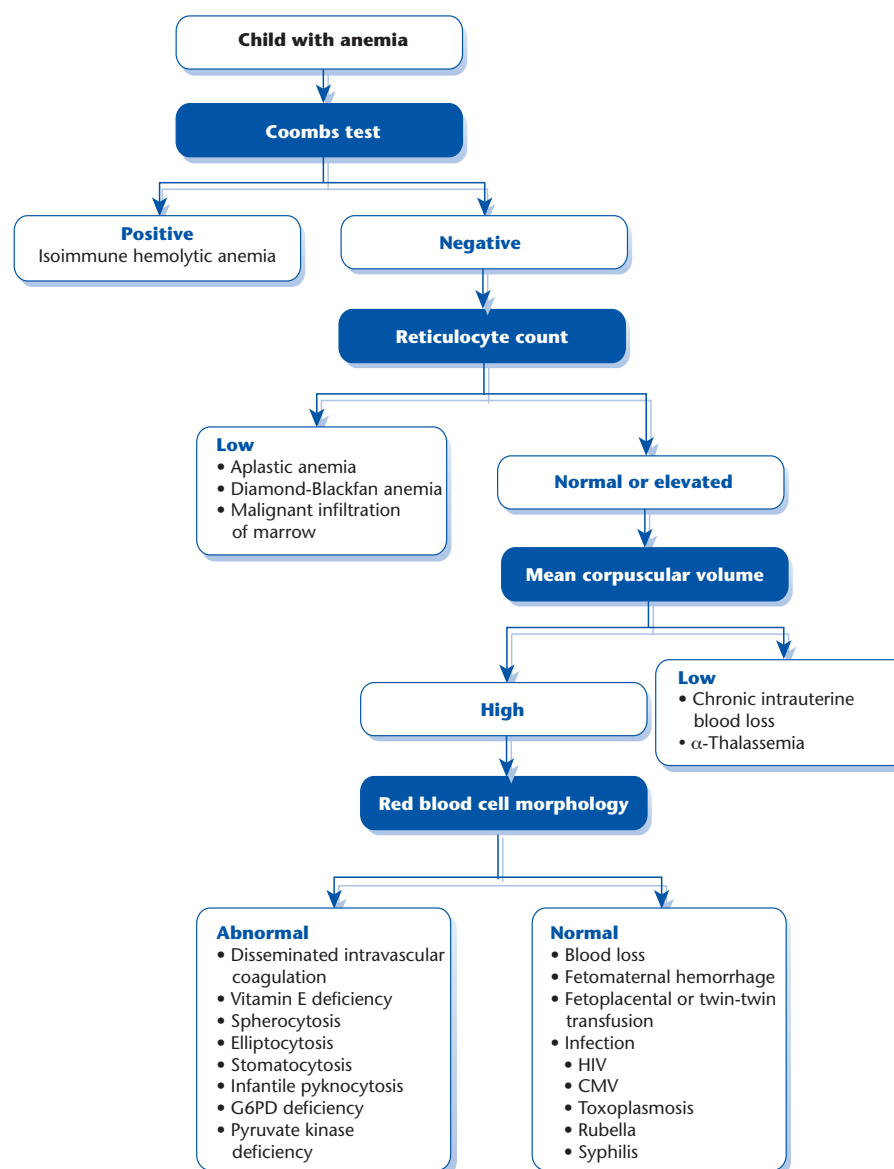 Child with anemia
Coombs test
Positive
Isoimmune hemolytic anemia
Negative
Reticulocyte count
Low
• Aplastic anemia
• Diamond-Blackfan anemia
• Malignant infiltration
of marrow
Normal or elevated
Mean corpuscular volume
High
Low
• Chronic intrauterine
blood loss
• α-Thalassemia
Red blood cell morphology
Abnormal
• Disseminated intravascular
coagulation
• Vitamin E deficiency
• Spherocytosis
• Elliptocytosis
• Stomatocytosis
• Infantile pyknocytosis
• G6PD deficiency
• Pyruvate kinase
deficiency
Normal
• Blood loss
• Fetomaternal hemorrhage
• Fetoplacental or twin-twin
transfusion
• Infection
• HIV
• CMV
• Toxoplasmosis
• Rubella
• Syphilis